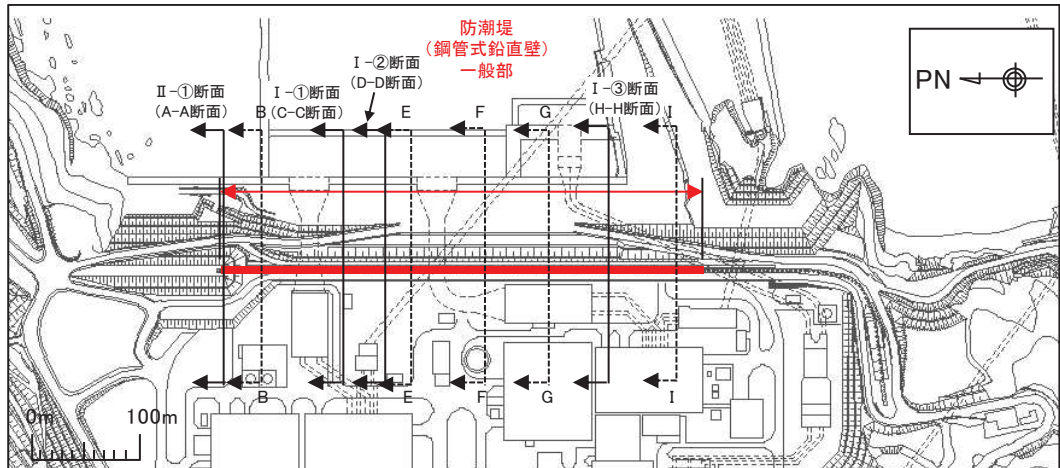 防潮堤
(鋼管式鉛直壁)
一般部
PN
Ⅱ-①断面
(A-A断面)
B
Ⅰ-①断面
(C-C断面)
Ⅰ-②断面
(D-D断面)
E
F
G
Ⅰ-③断面
(H-H断面)
I
B
E
F
G
I
0m
100m